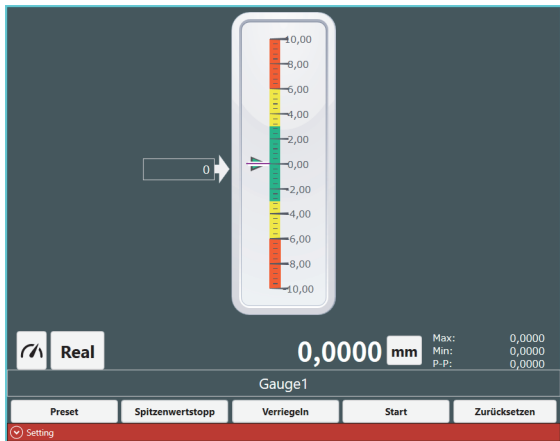 10,00
8,00
6,00
4,00
2,00
0
0,00
-2,00
-4,00
-6,00
-8,00
-10,00
Real
0,0000
mm
Max: 0,0000
Min: 0,0000
P-P: 0,0000
Gauge1
Preset Spitzenwertstopp Verriegeln Start Zurücksetzen
Setting